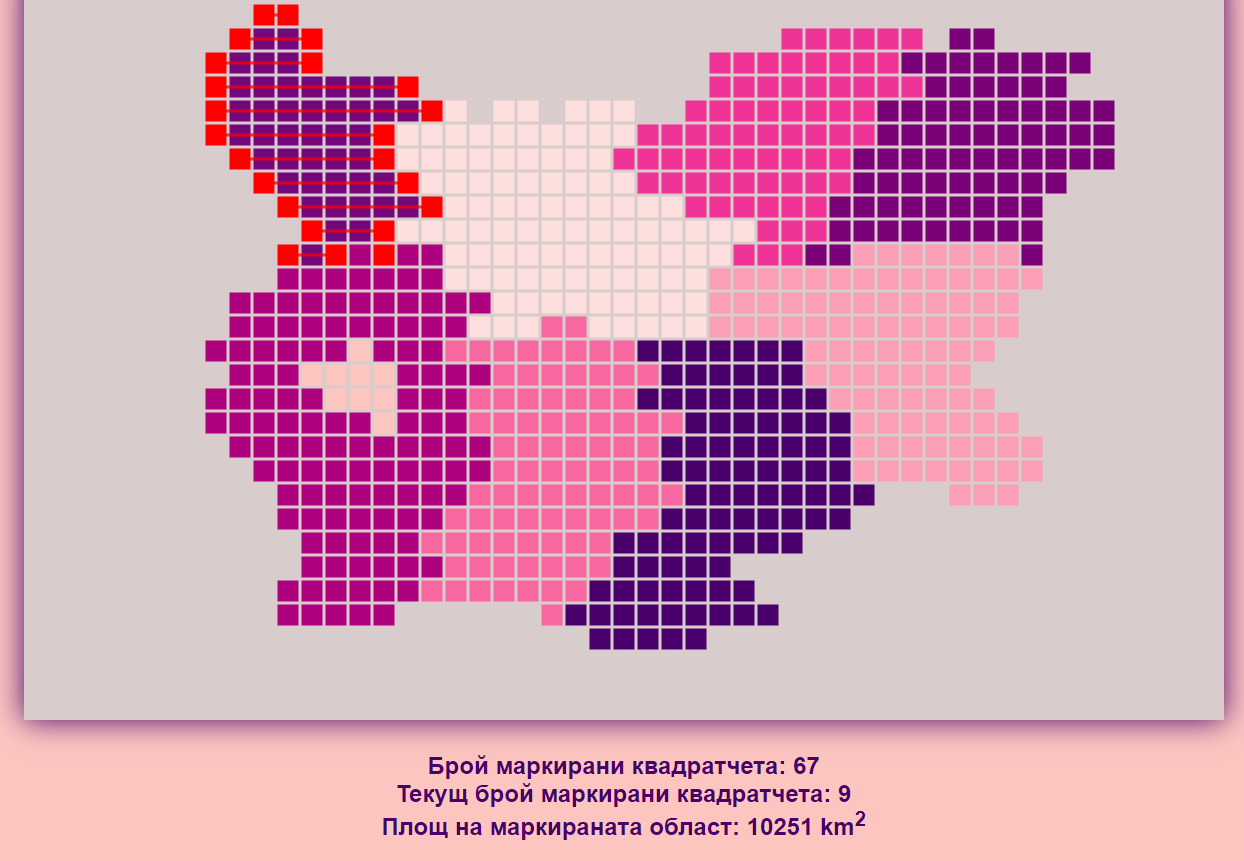 Брой маркирани квадратчета: 67
Текущ брой маркирани квадратчета: 9
Площ на маркираната област: 10251 km²